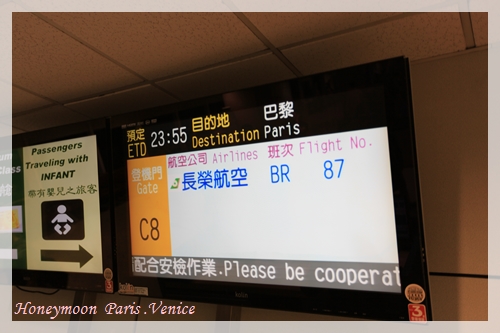 Passengers
Traveling with
INFANT
帶有嬰兒之旅客
預定 23:55 目的地 巴黎
ETD Destination Paris
登機門 航空公司 Airlines 班次 Flight No.
Gate 長榮航空 BR 87
C8
配合安檢作業.Please be cooperat
Honeymoon Paris.Venice